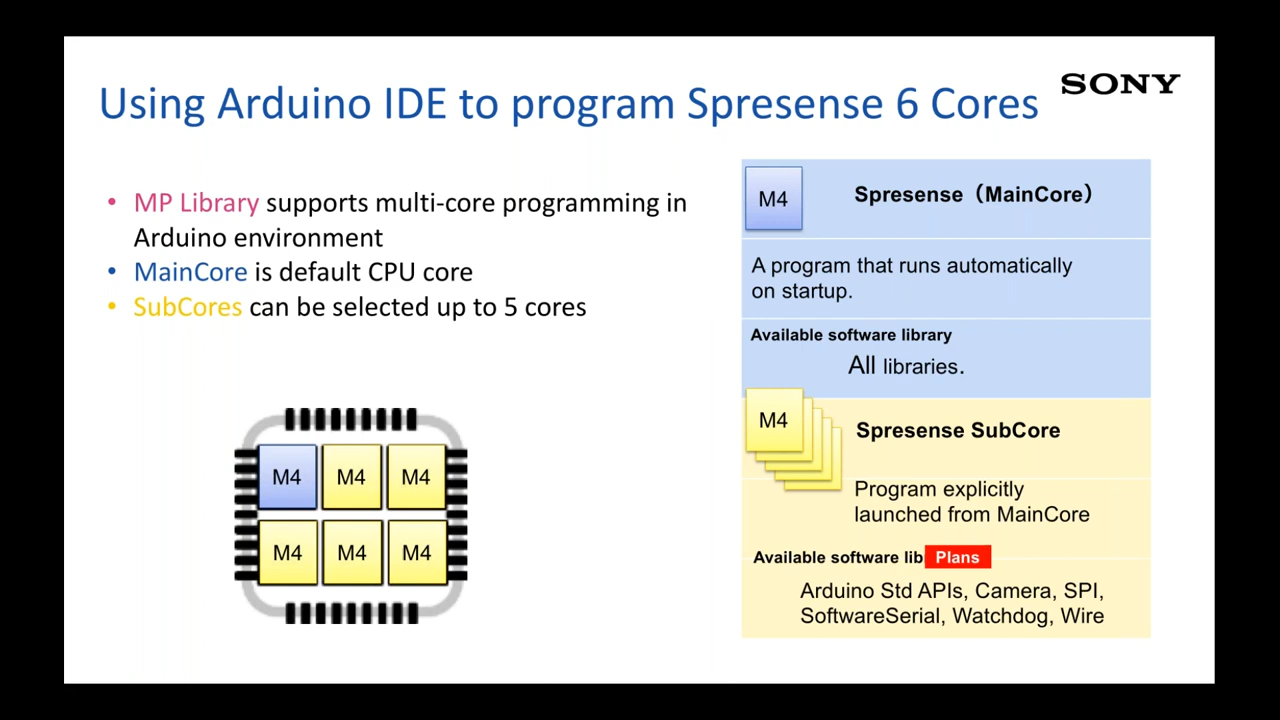 Using Arduino IDE to program Spresense 6 Cores
SONY
• MP Library supports multi-core programming in
Arduino environment
• MainCore is default CPU core
• SubCores can be selected up to 5 cores
M4 M4 M4
M4 M4 M4
M4
Spresense（MainCore）
A program that runs automatically
on startup.
Available software library
All libraries.
M4
Spresense SubCore
Program explicitly
launched from MainCore
Available software lib Plans
Arduino Std APIs, Camera, SPI,
SoftwareSerial, Watchdog, Wire